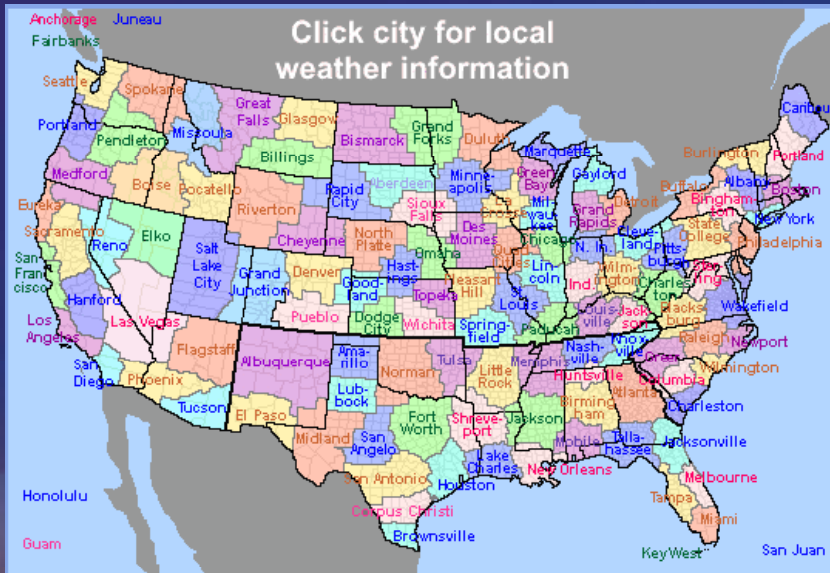 Click city for local
weather information
Anchorage Juneau
Fairbanks
Seattle
Spokane
Great
Falls
Glasgow
Grand
Forks
Duluth
Caribou
Portland
Missoula
Bismarck
Marquette
Burlington
Portland
Pendleton
Billings
Minne-
apolis
Green
Bay
Gaylord
Albany
Medford
Boise
Pocatello
Rapid
City
Aberdeen
La
Crosse
Mil-
wau-
kee
Grand
Rapids
Detroit
Buffalo
Boston
Bingham-
ton
Eureka
Riverton
Sioux
Falls
New York
Sacramento
Reno
Elko
Salt
Lake
City
Cheyenne
North
Platte
Des
Moines
Chicago
N. In.
Cleve-
land
State
College
Philadelphia
San
Fran
cisco
Omaha
Quad
Cities
Pitts-
burgh
Grand
Junction
Denver
Hast-
ings
Lin-
coln
Ind.
Wilm-
ington
Char
les-
ton
Ster-
ling
Hanford
Good-
land
Topeka
Pleasant
Hill
St
Louis
Louis-
ville
Jack
son
Blacks
burg
Wakefield
Los
Angeles
Las Vegas
Pueblo
Dodge
City
Wichita
Spring-
field
Paducah
Flagstaff
Albuquerque
Ama-
rillo
Tulsa
Memphis
Nash-
ville
Knox
ville
Raleigh
Newport
San
Diego
Phoenix
Norman
Little
Rock
Huntsville
Greer
Columbia
Wilmington
Tucson
Lub-
bock
Birming
ham
Atlanta
Charleston
El Paso
Midland
San
Angelo
Fort
Worth
Shreve-
port
Jackson
Mobile
Talla-
hassee
Jacksonville
San Antonio
Houston
Lake
Charles
New Orleans
Melbourne
Honolulu
Corpus Christi
Tampa
Miami
Guam
Brownsville
Key West
San Juan